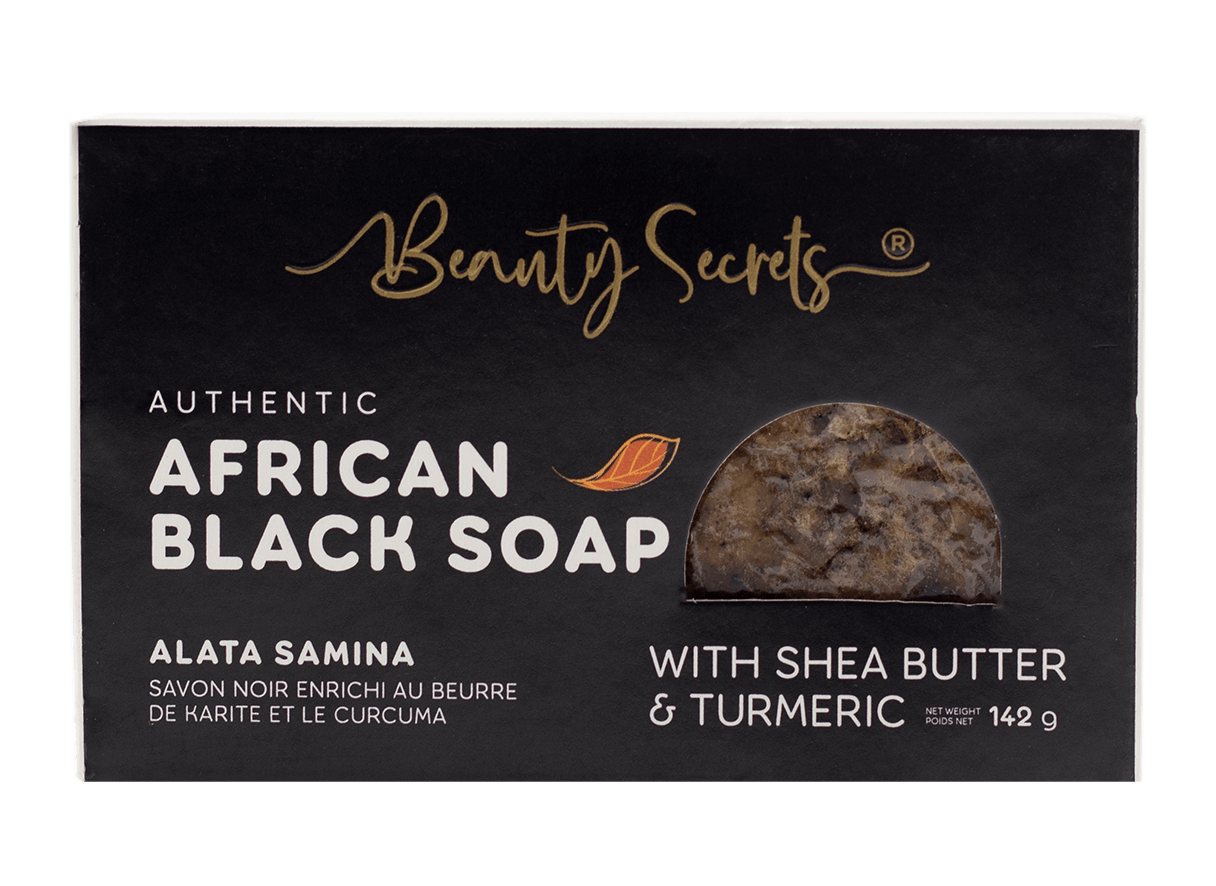 Beauty Secrets ®
AUTHENTIC
AFRICAN
BLACK SOAP
ALATA SAMINA
SAVON NOIR ENRICHI AU BEURRE
DE KARITE ET LE CURCUMA
WITH SHEA BUTTER
& TURMERIC
NET WEIGHT
POIDS NET
142 g